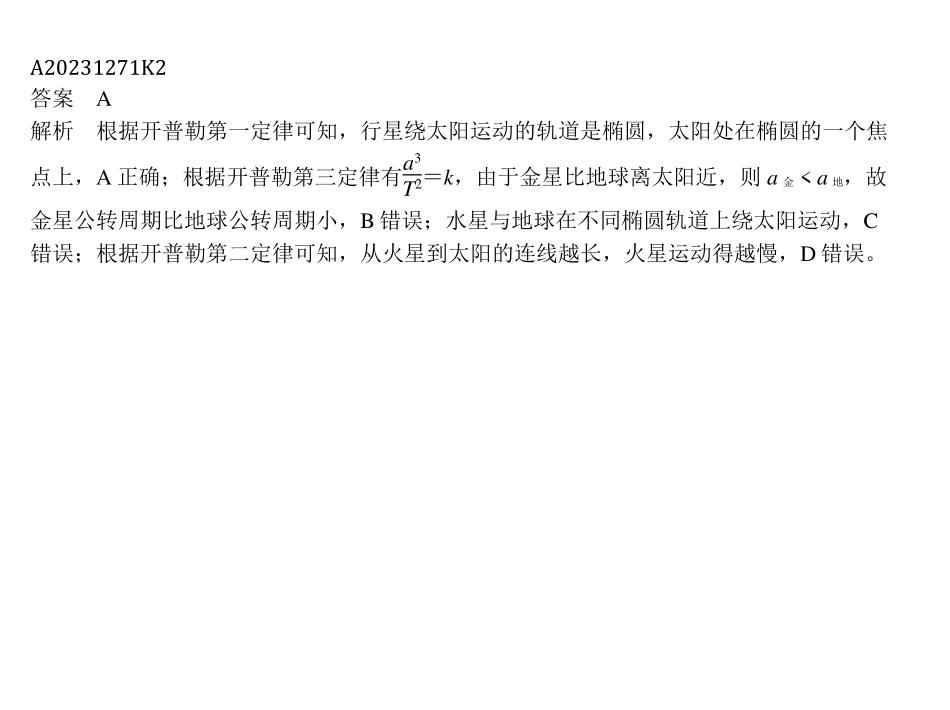 A20231271K2
答案　A
解析　根据开普勒第一定律可知，行星绕太阳运动的轨道是椭圆，太阳处在椭圆的一个焦
点上，A 正确；根据开普勒第三定律有a³/T²=k，由于金星比地球离太阳近，则 a 金 < a 地，故
金星公转周期比地球公转周期小，B 错误；水星与地球在不同椭圆轨道上绕太阳运动，C
错误；根据开普勒第二定律可知，从火星到太阳的连线越长，火星运动得越慢，D 错误。